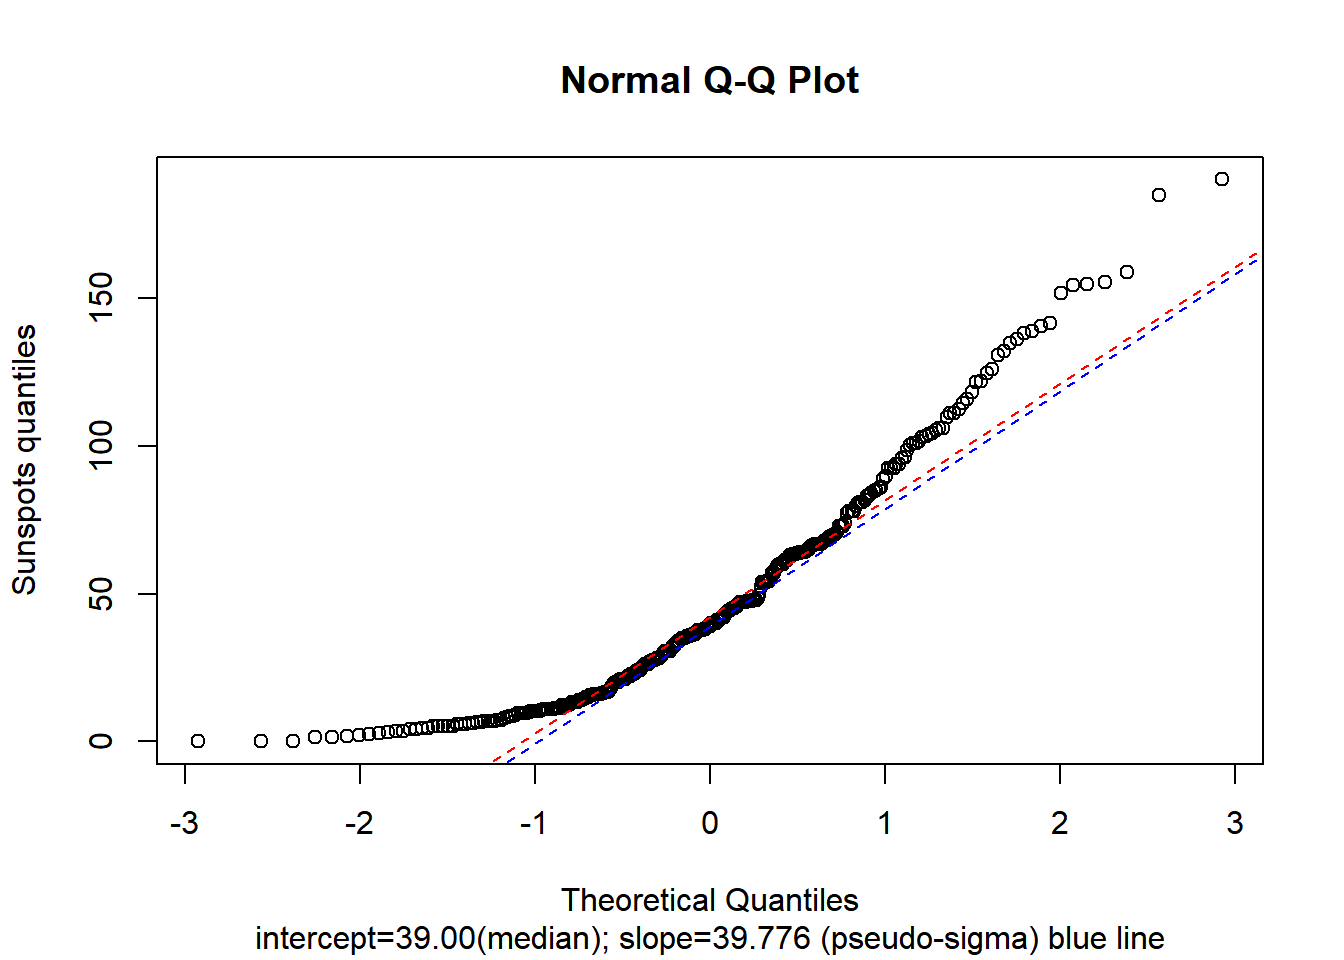 Normal Q-Q Plot
Sunspots quantiles
150
100
50
0
-3 -2 -1 0 1 2 3
Theoretical Quantiles
intercept=39.00(median); slope=39.776 (pseudo-sigma) blue line